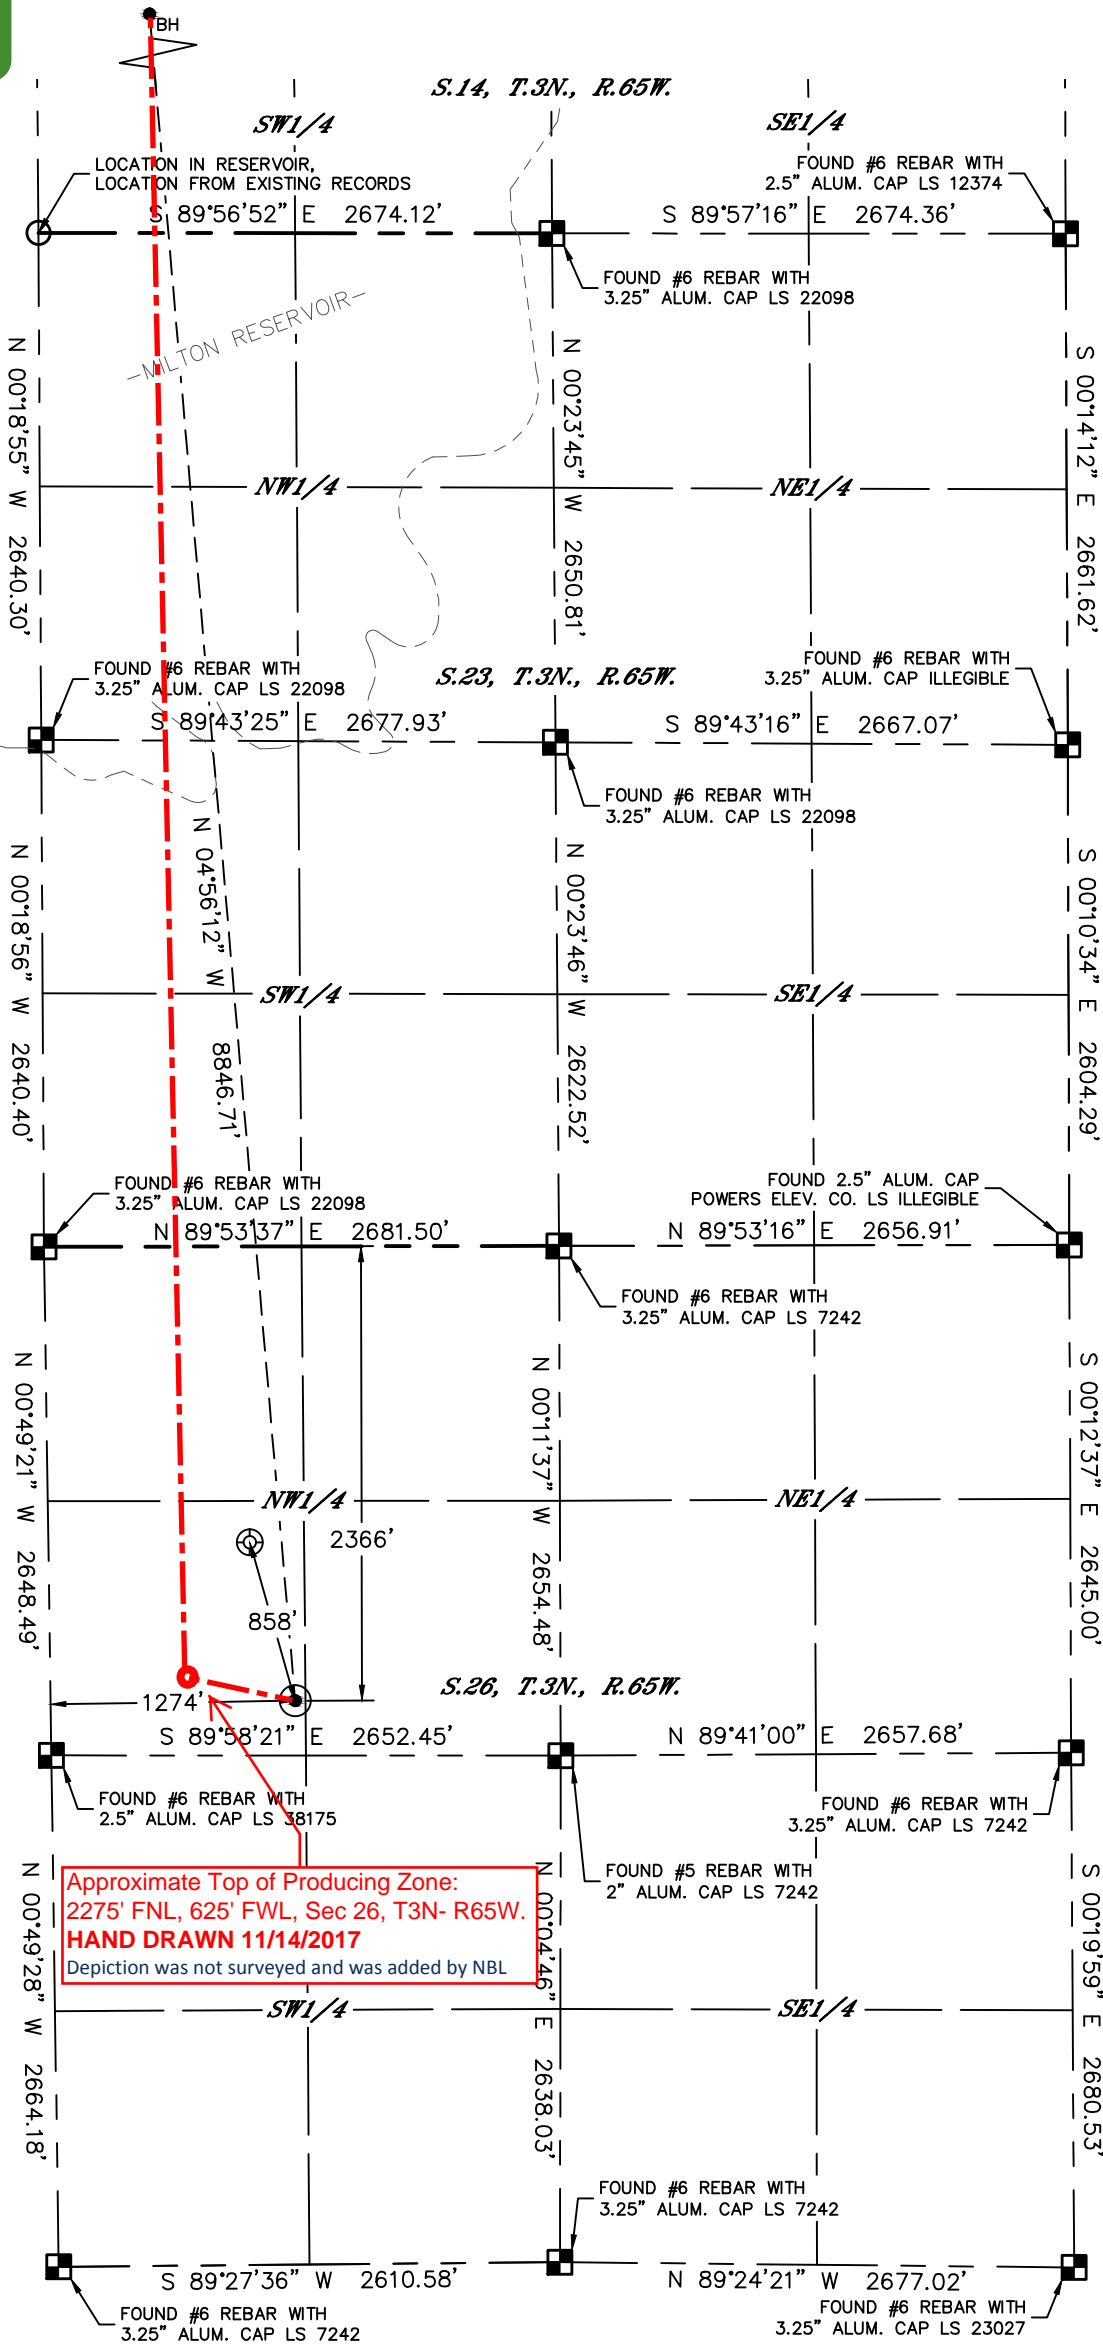 BH
S.14, T.3N., R.65W.
SW1/4
SE1/4
LOCATION IN RESERVOIR,
LOCATION FROM EXISTING RECORDS
FOUND #6 REBAR WITH
2.5" ALUM. CAP LS 12374
S 89°56'52" E 2674.12'
S 89°57'16" E 2674.36'
FOUND #6 REBAR WITH
3.25" ALUM. CAP LS 22098
-MILTON RESERVOIR-
N 00°18'55" W 2640.30'
N 00°23'45" W 2650.81'
S 00°14'12" E 2661.62'
NW1/4
NE1/4
FOUND #6 REBAR WITH
3.25" ALUM. CAP LS 22098
S.23, T.3N., R.65W.
FOUND #6 REBAR WITH
3.25" ALUM. CAP ILLEGIBLE
S 89°43'25" E 2677.93'
S 89°43'16" E 2667.07'
FOUND #6 REBAR WITH
3.25" ALUM. CAP LS 22098
N 00°18'56" W 2640.40'
N 04°56'12" W 8846.71'
N 00°23'46" W 2622.52'
S 00°10'34" E 2604.29'
SW1/4
SE1/4
FOUND #6 REBAR WITH
3.25" ALUM. CAP LS 22098
FOUND 2.5" ALUM. CAP
POWERS ELEV. CO. LS ILLEGIBLE
N 89°53'37" E 2681.50'
N 89°53'16" E 2656.91'
FOUND #6 REBAR WITH
3.25" ALUM. CAP LS 7242
N 00°49'21" W 2648.49'
N 00°11'37" W 2654.48'
S 00°12'37" E 2645.00'
NW1/4
NE1/4
2366'
858'
1274'
S.26, T.3N., R.65W.
S 89°58'21" E 2652.45'
N 89°41'00" E 2657.68'
FOUND #6 REBAR WITH
2.5" ALUM. CAP LS 38175
FOUND #6 REBAR WITH
3.25" ALUM. CAP LS 7242
FOUND #5 REBAR WITH
2" ALUM. CAP LS 7242
Approximate Top of Producing Zone:
2275' FNL, 625' FWL, Sec 26, T3N- R65W.
HAND DRAWN 11/14/2017
Depiction was not surveyed and was added by NBL
N 00°49'28" W 2664.18'
N 00°04'46" E 2638.03'
S 00°19'59" E 2680.53'
SW1/4
SE1/4
FOUND #6 REBAR WITH
3.25" ALUM. CAP LS 7242
S 89°27'36" W 2610.58'
N 89°24'21" W 2677.02'
FOUND #6 REBAR WITH
3.25" ALUM. CAP LS 7242
FOUND #6 REBAR WITH
3.25" ALUM. CAP LS 23027